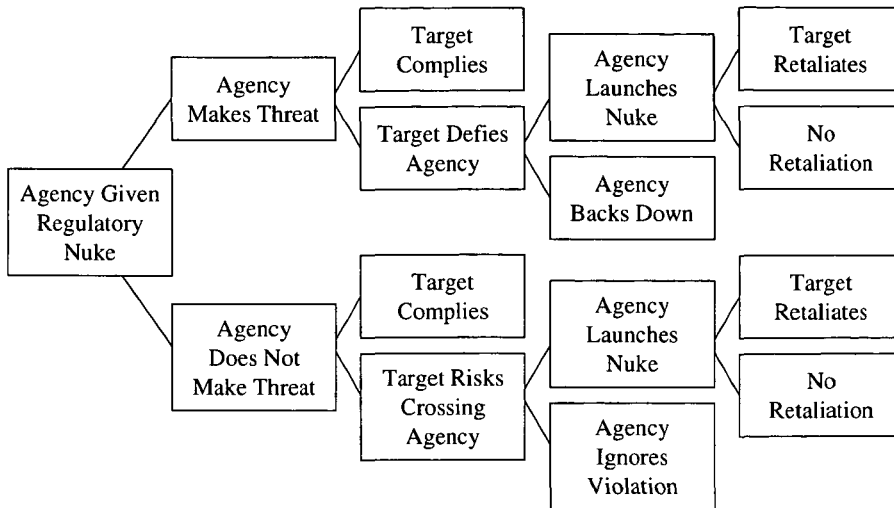 Agency Given
Regulatory
Nuke
Agency
Makes Threat
Target
Complies
Target Defies
Agency
Agency
Launches
Nuke
Agency
Backs Down
Target
Retaliates
No
Retaliation
Agency
Does Not
Make Threat
Target
Complies
Target Risks
Crossing
Agency
Agency
Launches
Nuke
Agency
Ignores
Violation
Target
Retaliates
No
Retaliation